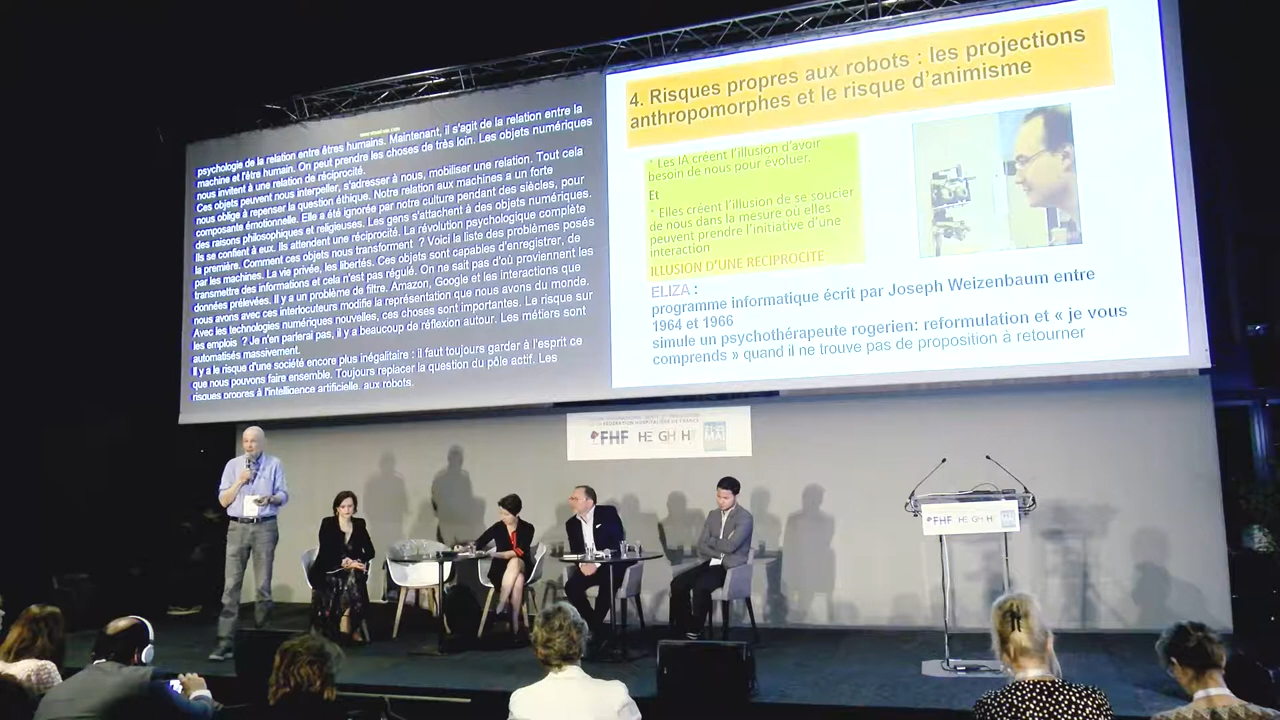 psychologie de la relation entre êtres humains. Maintenant, il s'agit de la relation entre la
machine et l'être humain. On peut prendre les choses de très loin. Les objets numériques
nous invitent à une relation de réciprocité.
Ces objets peuvent nous interpeller, s'adresser à nous, mobiliser une relation. Tout cela
nous oblige à repenser la question éthique. Notre relation aux machines a un forte
composante émotionnelle. Elle a été ignorée par notre culture pendant des siècles, pour
des raisons philosophiques et religieuses. Les gens s'attachent à des objets numériques.
Ils se confient à eux. Ils attendent une réciprocité. La révolution psychologique complète
la première. Comment ces objets nous transforment ? Voici la liste des problèmes posés
par les machines. La vie privée, les libertés. Ces objets sont capables d'enregistrer, de
transmettre des informations et cela n'est pas régulé. On ne sait pas d'où proviennent les
données prélevées. Il y a un problème de filtre. Amazon, Google et les interactions que
nous avons avec ces interlocuteurs modifie la représentation que nous avons du monde.
Avec les technologies numériques nouvelles, ces choses sont importantes. Le risque sur
les emplois ? Je n'en parlerai pas, il y a beaucoup de réflexion autour. Les métiers sont
automatisés massivement.
Il y a le risque d'une société encore plus inégalitaire : il faut toujours garder à l'esprit ce
que nous pouvons faire ensemble. Toujours replacer la question du pôle actif. Les
risques propres à l'intelligence artificielle, aux robots.
4. Risques propres aux robots : les projections
anthropomorphes et le risque d'animisme
* Les IA créent l'illusion d'avoir
besoin de nous pour évoluer.
Et
* Elles créent l'illusion de se soucier
de nous dans la mesure où elles
peuvent prendre l'initiative d'une
interaction
ILLUSION D'UNE RECIPROCITE
ELIZA :
programme informatique écrit par Joseph Weizenbaum entre
1964 et 1966
simule un psychothérapeute rogerien: reformulation et « je vous
comprends » quand il ne trouve pas de proposition à retourner
FÉDÉRATION HOSPITALIÈRE DE FRANCE
FHF HE GH H MAI
FHF HE GH H